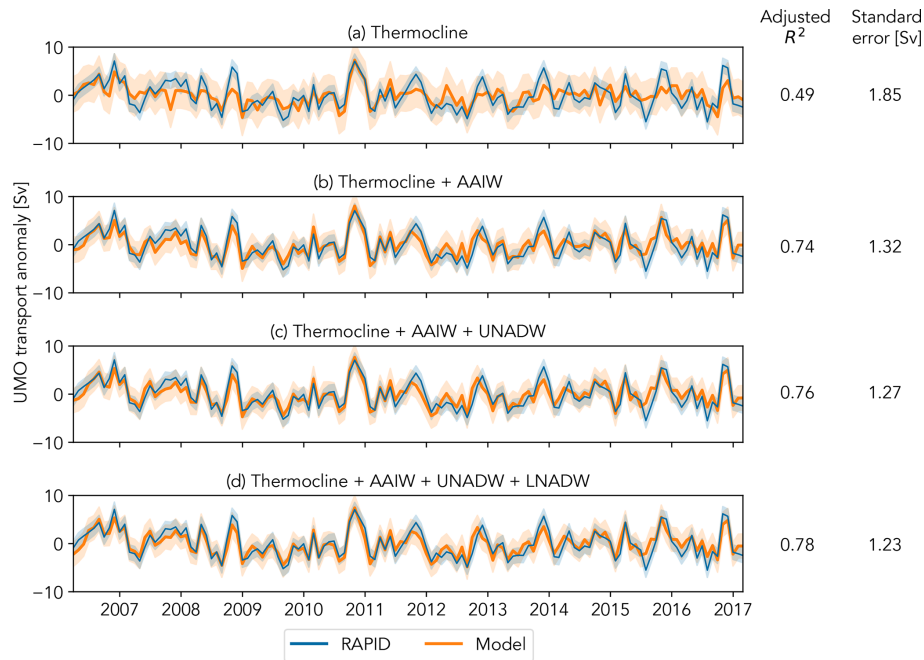 Adjusted R² Standard error [Sv]
(a) Thermocline
10
0
−10
0.49 1.85
(b) Thermocline + AAIW
10
0
−10
0.74 1.32
UMO transport anomaly [Sv]
(c) Thermocline + AAIW + UNADW
10
0
−10
0.76 1.27
(d) Thermocline + AAIW + UNADW + LNADW
10
0
−10
0.78 1.23
2007 2008 2009 2010 2011 2012 2013 2014 2015 2016 2017
RAPID Model